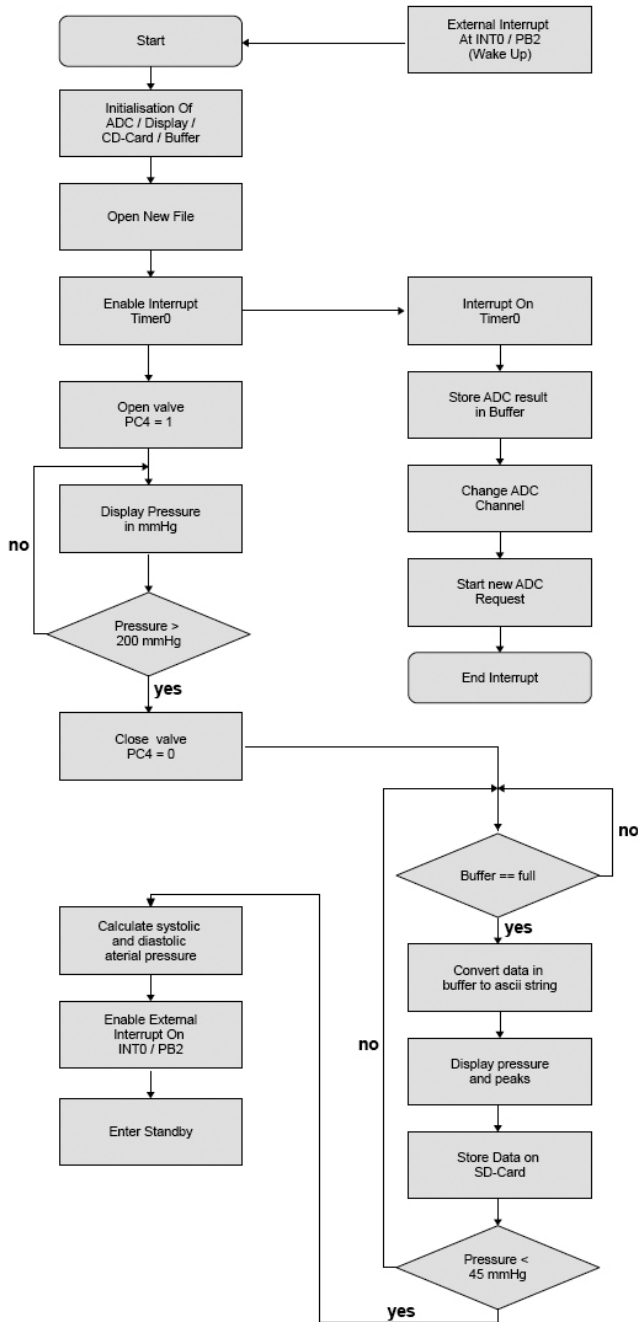 Start
External Interrupt
At INT0 / PB2
(Wake Up)
Initialisation Of
ADC / Display /
CD-Card / Buffer
Open New File
Enable Interrupt
Timer0
Interrupt On
Timer0
Open valve
PC4 = 1
Store ADC result
in Buffer
Display Pressure
in mmHg
Change ADC
Channel
no
Pressure >
200 mmHg
Start new ADC
Request
yes
End Interrupt
Close valve
PC4 = 0
no
Buffer == full
yes
Convert data in
buffer to ascii string
no
Display pressure
and peaks
Store Data on
SD-Card
Pressure <
45 mmHg
yes
Calculate systolic
and diastolic
aterial pressure
Enable External
Interrupt On
INT0 / PB2
Enter Standby